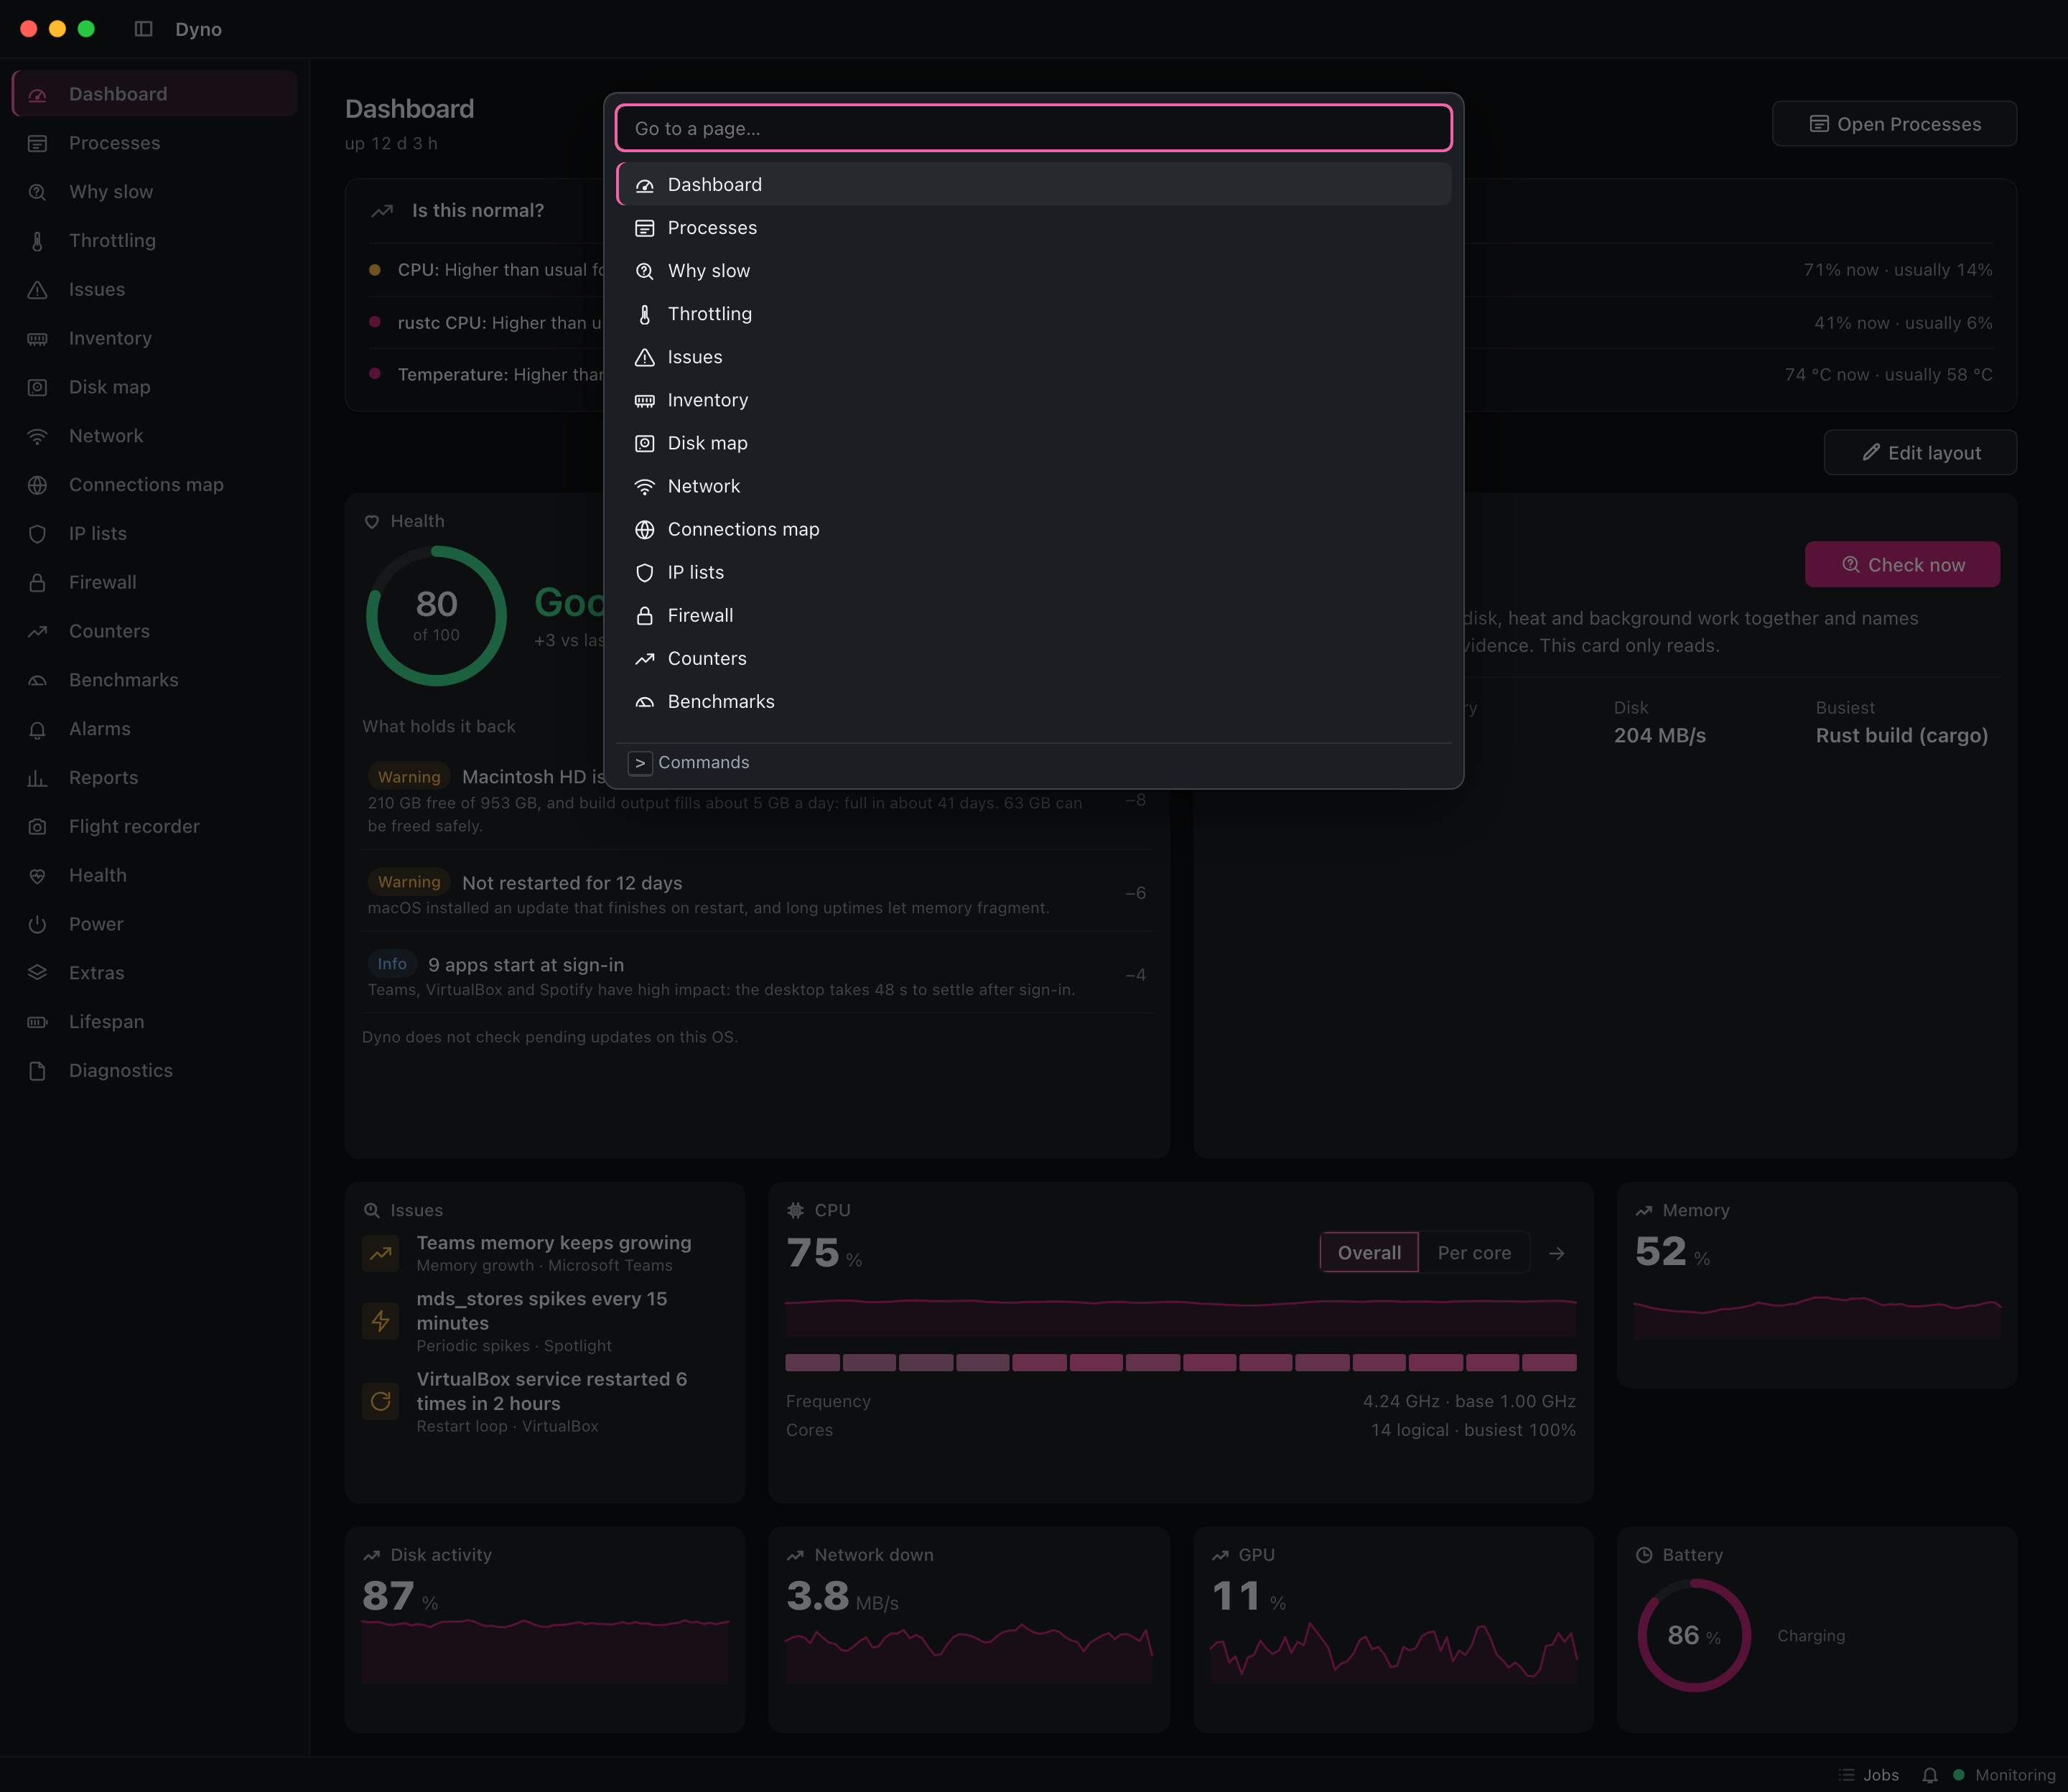 Dyno
Dashboard
Processes
Why slow
Throttling
Issues
Inventory
Disk map
Network
Connections map
IP lists
Firewall
Counters
Benchmarks
Alarms
Reports
Flight recorder
Health
Power
Extras
Lifespan
Diagnostics
Dashboard
up 12 d 3 h
Open Processes
Go to a page...
Dashboard
Processes
Why slow
Throttling
Issues
Inventory
Disk map
Network
Connections map
IP lists
Firewall
Counters
Benchmarks
> Commands
Is this normal?
CPU: Higher than usual
71% now · usually 14%
rustc CPU: Higher than
41% now · usually 6%
Temperature: Higher
74 °C now · usually 58 °C
Edit layout
Health
80
of 100
+3 vs
What holds it back
Warning Macintosh HD is
210 GB free of 953 GB, and build output fills about 5 GB a day: full in about 41 days. 63 GB can
be freed safely.
−8
Warning Not restarted for 12 days
macOS installed an update that finishes on restart, and long uptimes let memory fragment.
−6
Info 9 apps start at sign-in
Teams, VirtualBox and Spotify have high impact: the desktop takes 48 s to settle after sign-in.
−4
Dyno does not check pending updates on this OS.
Check now
disk, heat and background work together and names
This card only reads.
Disk
204 MB/s
Busiest
Rust build (cargo)
Issues
Teams memory keeps growing
Memory growth · Microsoft Teams
mds_stores spikes every 15
minutes
Periodic spikes · Spotlight
VirtualBox service restarted 6
times in 2 hours
Restart loop · VirtualBox
CPU
75 %
Overall
Per core
Frequency
4.24 GHz · base 1.00 GHz
Cores
14 logical · busiest 100%
Memory
52 %
Disk activity
87 %
Network down
3.8 MB/s
GPU
11 %
Battery
86 %
Charging
Jobs
Monitoring